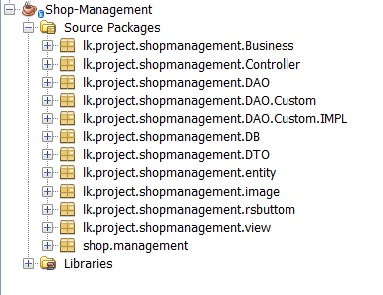 Shop-Management
Source Packages
lk.project.shopmanagement.Business
lk.project.shopmanagement.Controller
lk.project.shopmanagement.DAO
lk.project.shopmanagement.DAO.Custom
lk.project.shopmanagement.DAO.Custom.IMPL
lk.project.shopmanagement.DB
lk.project.shopmanagement.DTO
lk.project.shopmanagement.entity
lk.project.shopmanagement.image
lk.project.shopmanagement.rsbuttom
lk.project.shopmanagement.view
shop.management
Libraries